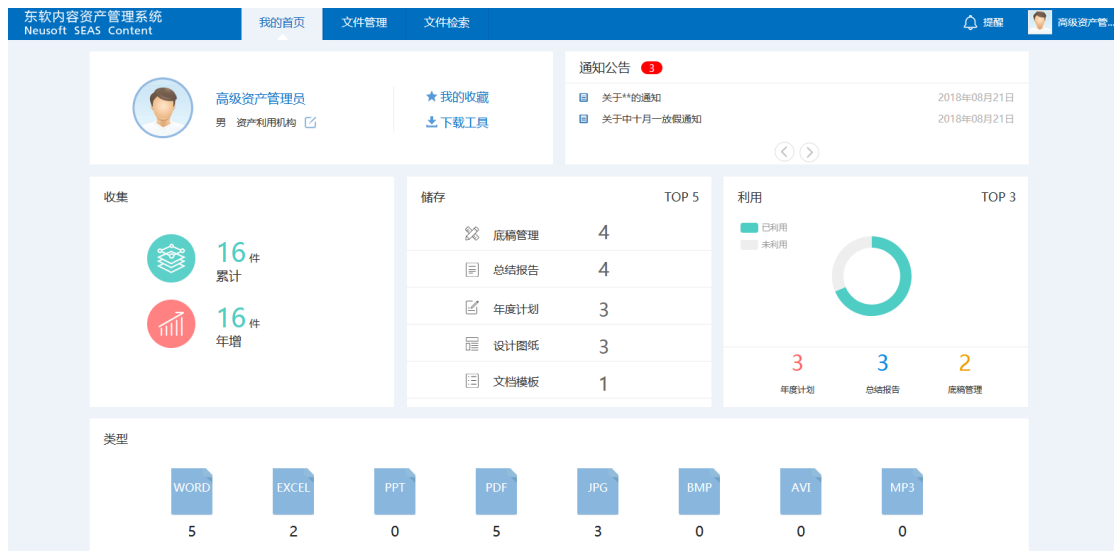 东软内容资产管理系统
Neusoft SEAS Content
我的首页
文件管理
文件检索
提醒
高级资产管...
高级资产管理员
男 资产利用机构
我的收藏
下载工具
通知公告 3
关于**的通知 2018年08月21日
关于中十月一放假通知 2018年08月21日
收集
16 件
累计
16 件
年增
储存 TOP 5
底稿管理 4
总结报告 4
年度计划 3
设计图纸 3
文档模板 1
利用 TOP 3
已利用
未利用
3 3 2
年度计划 总结报告 底稿管理
类型
WORD EXCEL PPT PDF JPG BMP AVI MP3
5 2 0 5 3 0 0 0